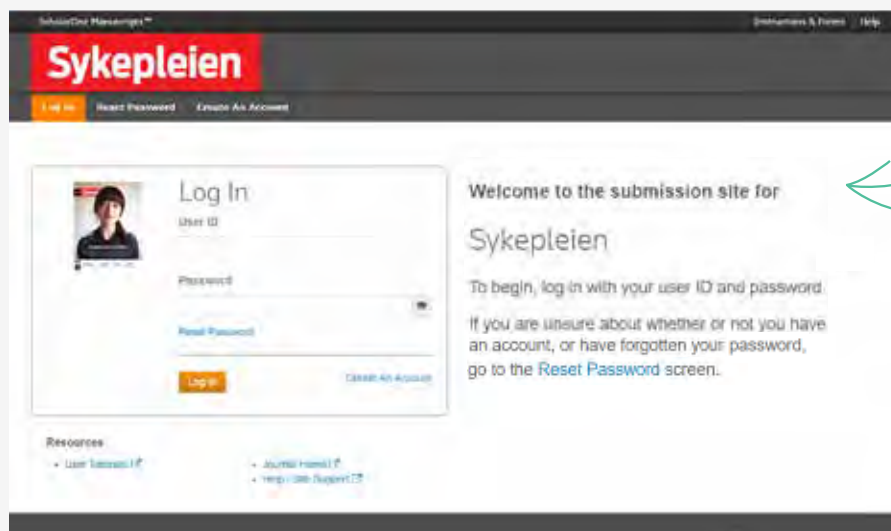 ScholarOne Manuscripts™
Instructions & Forms Help
Sykepleien
Log In Reset Password Create An Account
Log In
User ID
Password
Reset Password
Log In
Create An Account
Welcome to the submission site for
Sykepleien
To begin, log in with your user ID and password
If you are unsure about whether or not you have
an account, or have forgotten your password,
go to the Reset Password screen.
Resources
User Tutorials
Journal Home
Help / Site Support